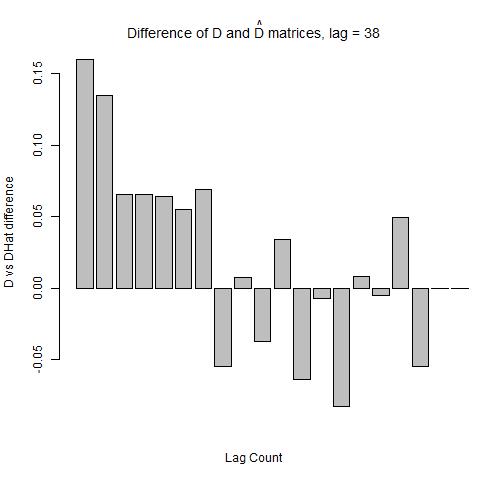 Difference of D and D̂ matrices, lag = 38
0.15
0.10
0.05
0.00
-0.05
D vs DHat difference
Lag Count